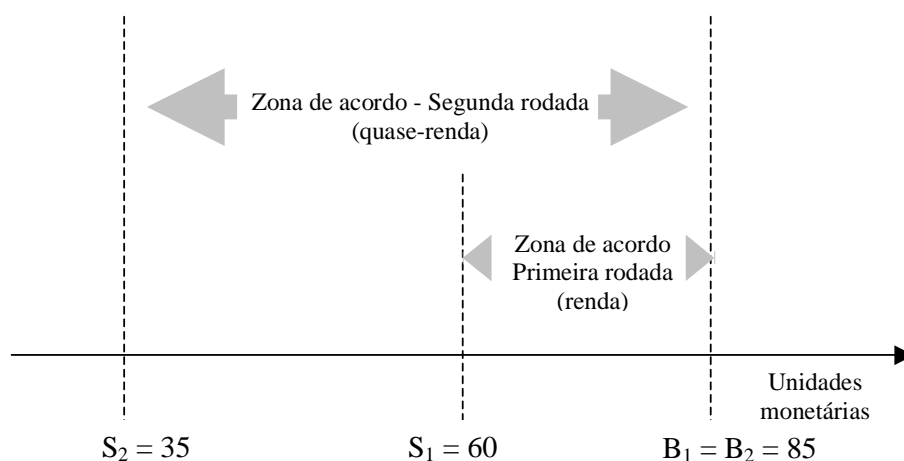 Zona de acordo - Segunda rodada
(quase-renda)
Zona de acordo
Primeira rodada
(renda)
Unidades
monetárias
S₂ = 35
S₁ = 60
B₁ = B₂ = 85